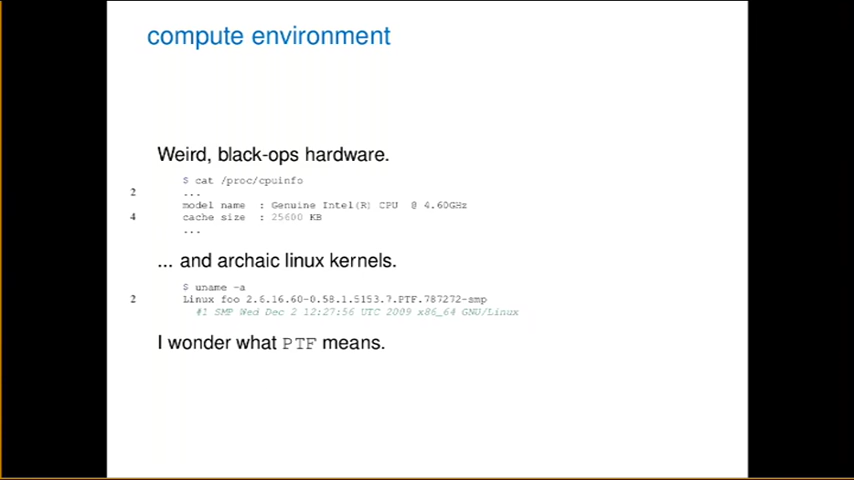 compute environment
Weird, black-ops hardware.
$ cat /proc/cpuinfo
2 ...
model name : Genuine Intel(R) CPU @ 4.60GHz
4 cache size : 25600 KB
...
... and archaic linux kernels.
$ uname -a
2 Linux foo 2.6.16.60-0.58.1.5153.7.PTF.787272-smp
#1 SMP Wed Dec 2 12:27:56 UTC 2009 x86_64 GNU/Linux
I wonder what PTF means.